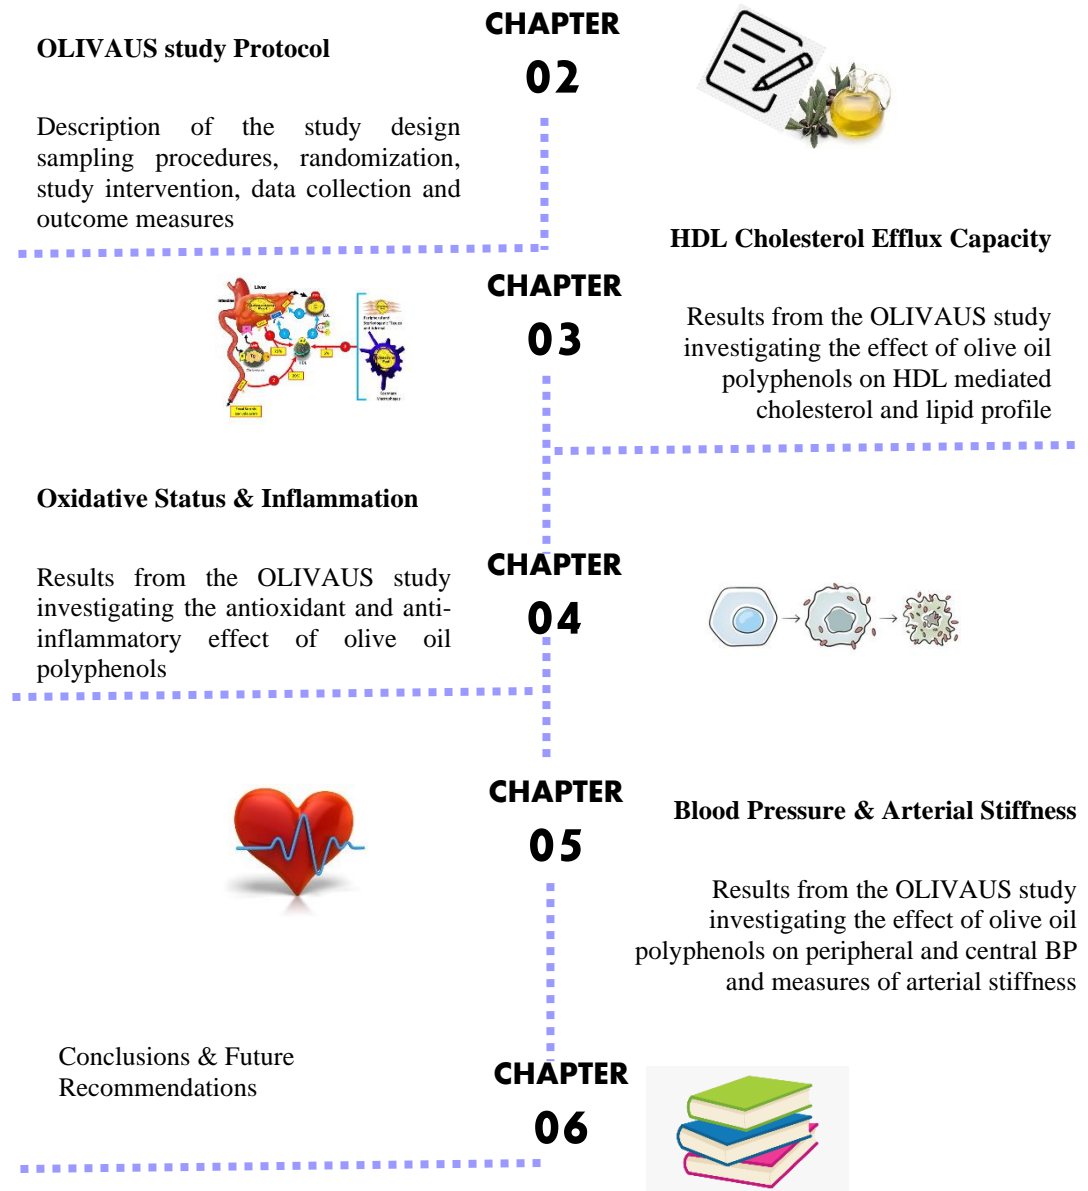 CHAPTER
02
OLIVAUS study Protocol
Description of the study design
sampling procedures, randomization,
study intervention, data collection and
outcome measures
CHAPTER
03
HDL Cholesterol Efflux Capacity
Results from the OLIVAUS study
investigating the effect of olive oil
polyphenols on HDL mediated
cholesterol and lipid profile
Liver
HDL
CHAPTER
04
Oxidative Status & Inflammation
Results from the OLIVAUS study
investigating the antioxidant and anti-
inflammatory effect of olive oil
polyphenols
CHAPTER
05
Blood Pressure & Arterial Stiffness
Results from the OLIVAUS study
investigating the effect of olive oil
polyphenols on peripheral and central BP
and measures of arterial stiffness
CHAPTER
06
Conclusions & Future
Recommendations